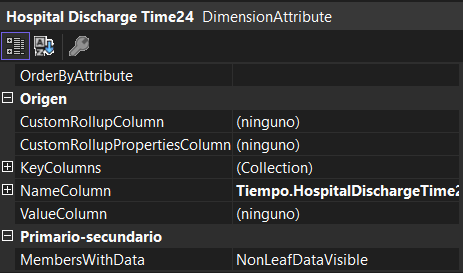 Hospital Discharge Time24 DimensionAttribute
OrderByAttribute
Origen
CustomRollupColumn (ninguno)
CustomRollupPropertiesColumn (ninguno)
KeyColumns (Collection)
NameColumn Tiempo.HospitalDischargeTime2
ValueColumn (ninguno)
Primario-secundario
MembersWithData NonLeafDataVisible